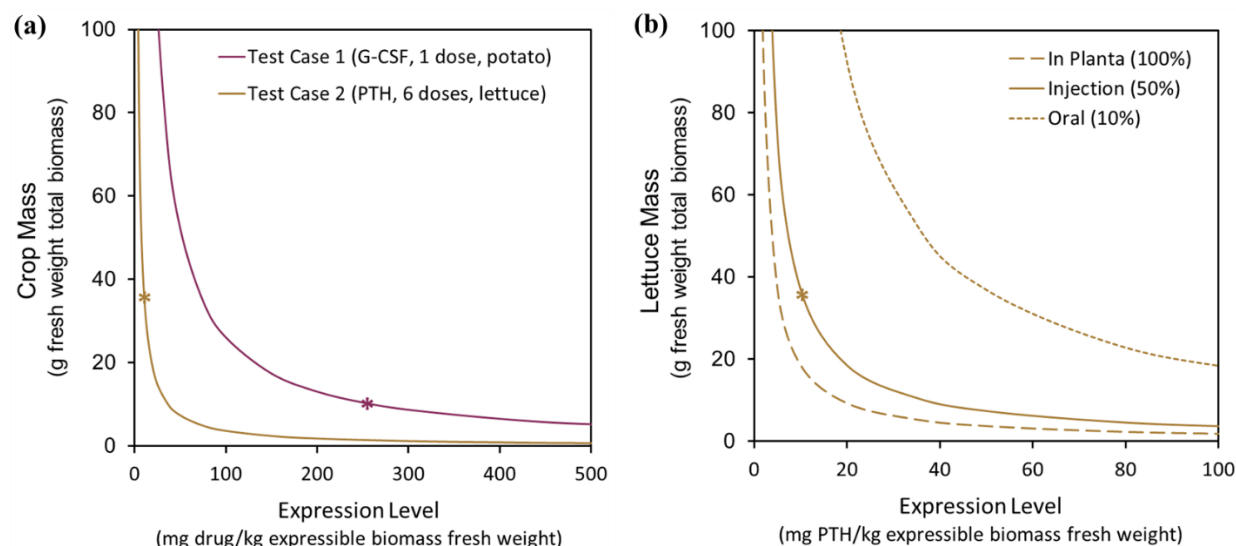 (a)
100
80
60
40
20
0
Crop Mass
(g fresh weight total biomass)
Test Case 1 (G-CSF, 1 dose, potato)
Test Case 2 (PTH, 6 doses, lettuce)
0 100 200 300 400 500
Expression Level
(mg drug/kg expressible biomass fresh weight)
(b)
100
80
60
40
20
0
Lettuce Mass
(g fresh weight total biomass)
In Planta (100%)
Injection (50%)
Oral (10%)
0 20 40 60 80 100
Expression Level
(mg PTH/kg expressible biomass fresh weight)